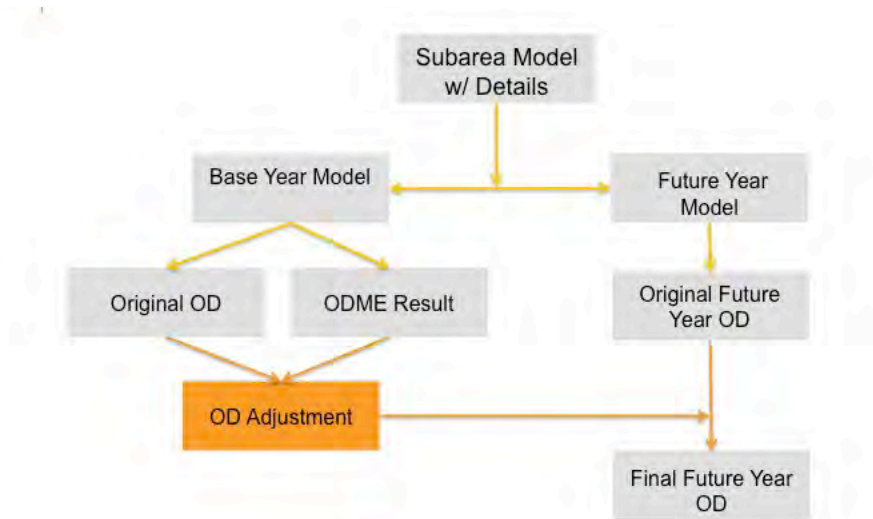 Subarea Model
w/ Details
Base Year Model
Future Year
Model
Original OD
ODME Result
Original Future
Year OD
OD Adjustment
Final Future Year
OD